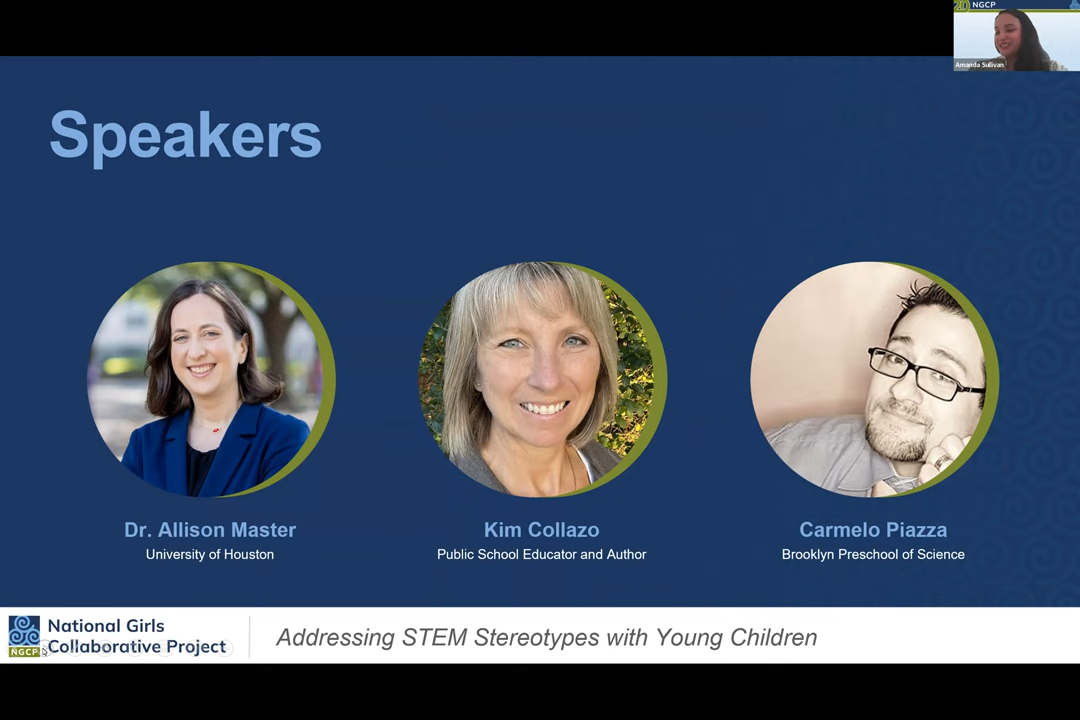 20 NGCP
Amanda Sullivan
Speakers
Dr. Allison Master
University of Houston
Kim Collazo
Public School Educator and Author
Carmelo Piazza
Brooklyn Preschool of Science
National Girls
Collaborative Project
NGCP
Addressing STEM Stereotypes with Young Children